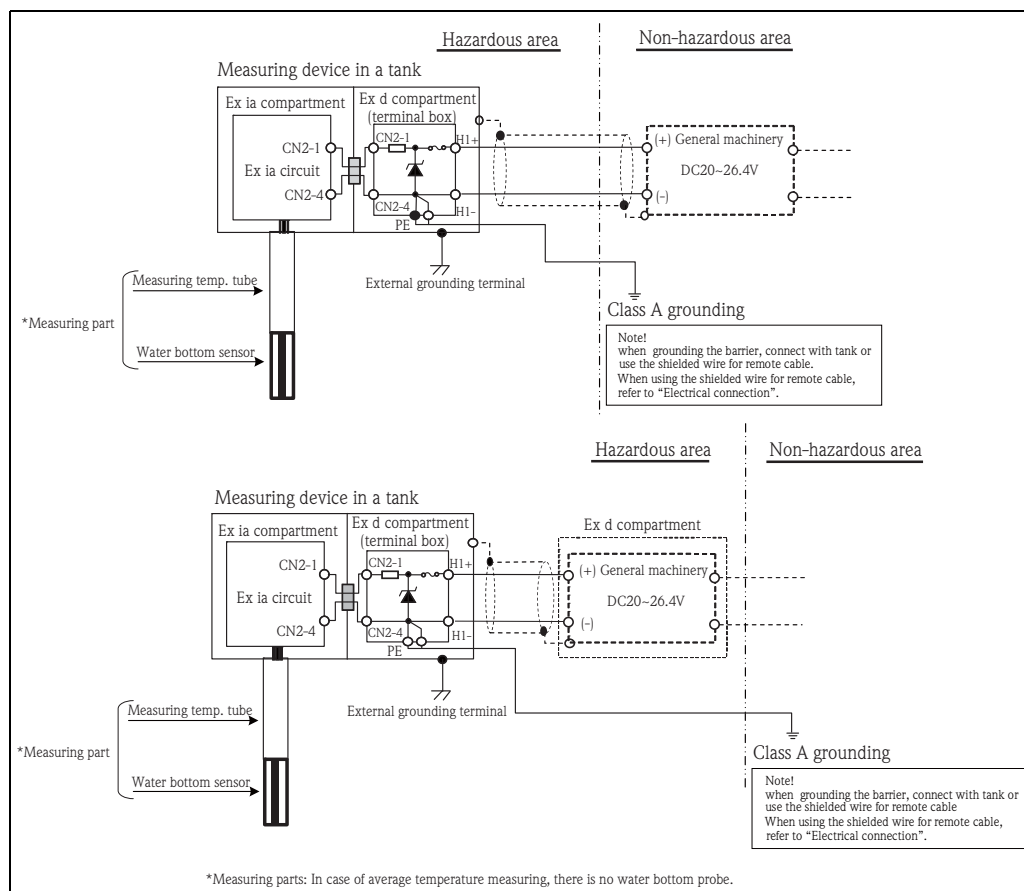 Hazardous area
Non-hazardous area
Measuring device in a tank
Ex ia compartment
Ex d compartment
(terminal box)
CN2-1
CN2-1
H1+
(+) General machinery
Ex ia circuit
DC20~26.4V
CN2-4
(-)
CN2-4
H1-
PE
External grounding terminal
Measuring temp. tube
*Measuring part
Water bottom sensor
Class A grounding
Note!
when grounding the barrier, connect with tank or
use the shielded wire for remote cable.
When using the shielded wire for remote cable,
refer to “Electrical connection”.
Hazardous area
Non-hazardous area
Measuring device in a tank
Ex ia compartment
Ex d compartment
(terminal box)
Ex d compartment
CN2-1
CN2-1
H1+
(+) General machinery
Ex ia circuit
DC20~26.4V
CN2-4
(-)
CN2-4
H1-
PE
External grounding terminal
Measuring temp. tube
*Measuring part
Water bottom sensor
Class A grounding
Note!
when grounding the barrier, connect with tank or
use the shielded wire for remote cable
When using the shielded wire for remote cable,
refer to “Electrical connection”.
*Measuring parts: In case of average temperature measuring, there is no water bottom probe.